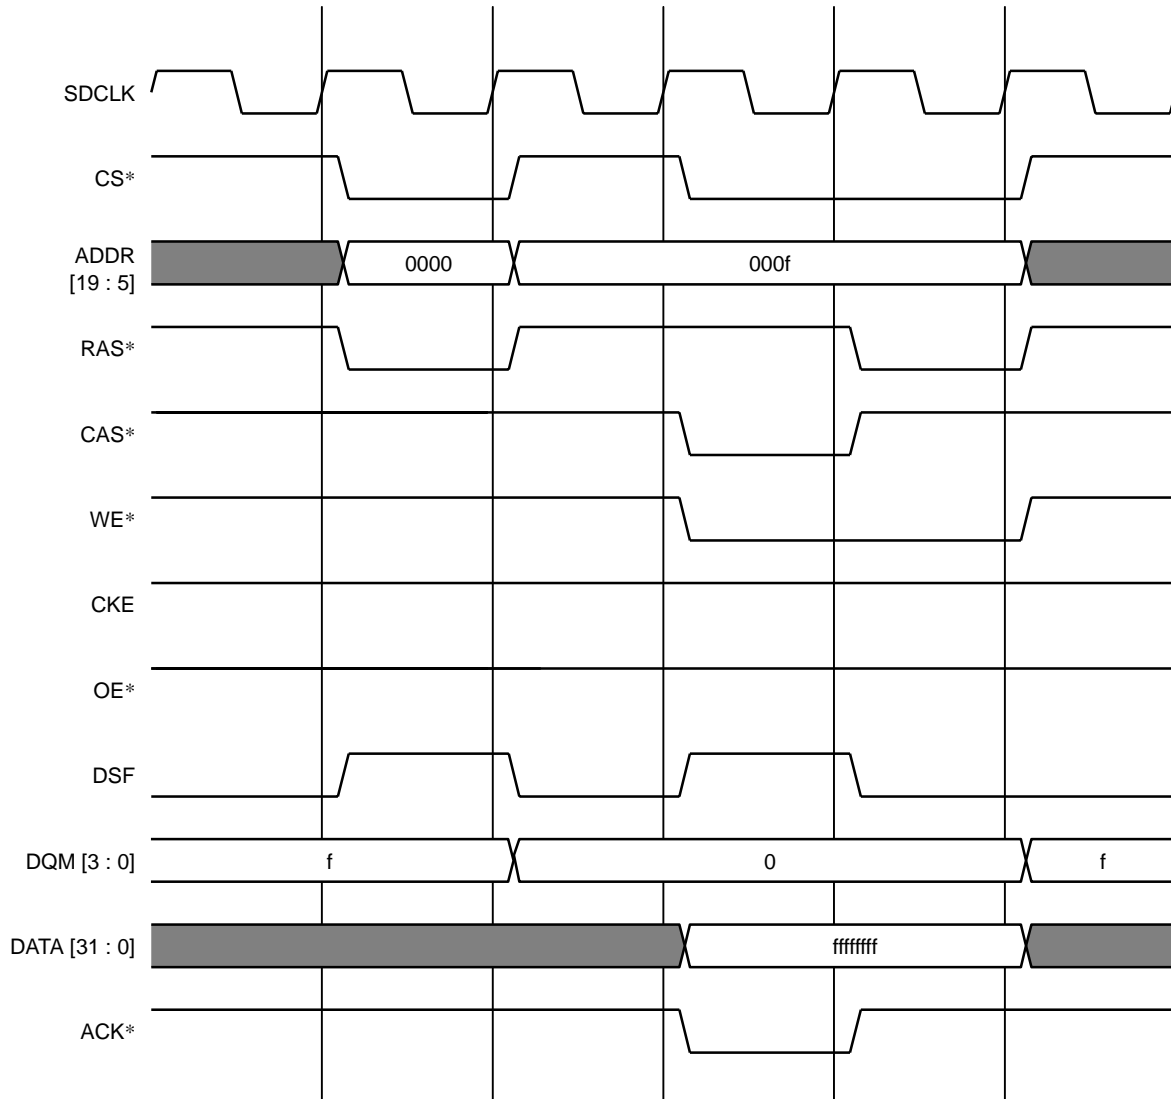 SDCLK
CS*
ADDR
[19 : 5]
0000
000f
RAS*
CAS*
WE*
CKE
OE*
DSF
DQM [3 : 0]
f
0
f
DATA [31 : 0]
ffffffff
ACK*